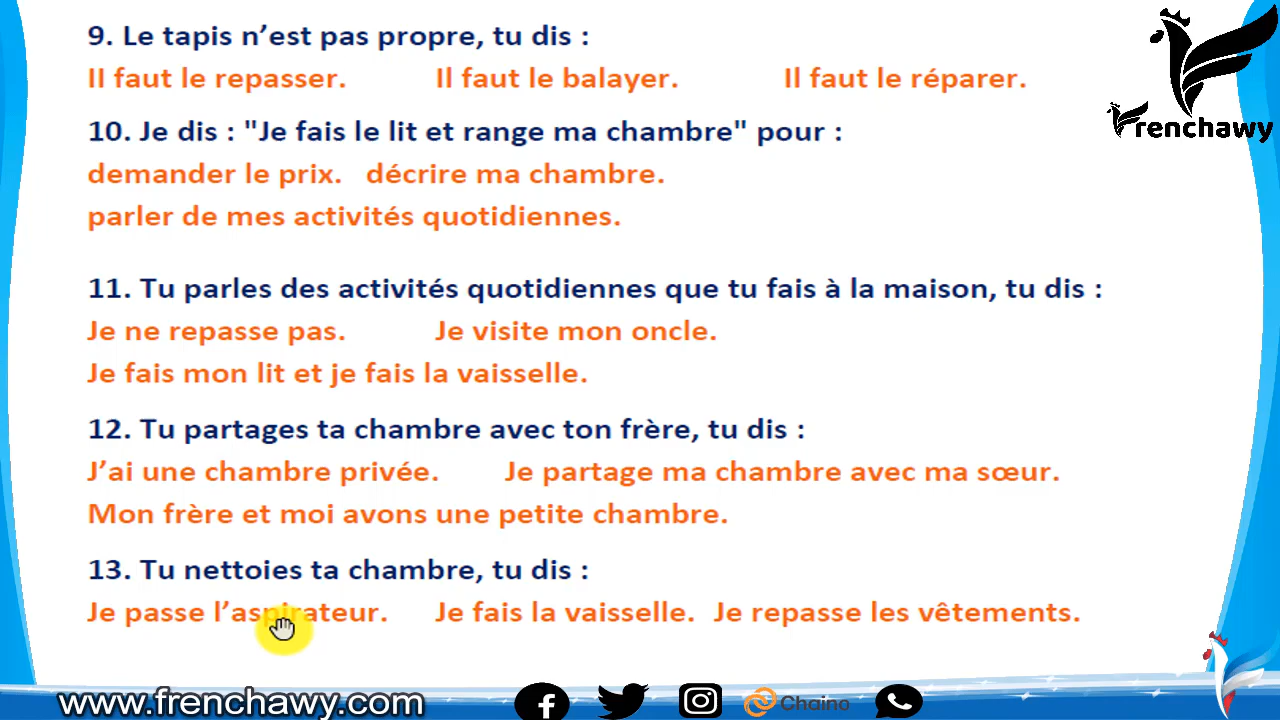 9. Le tapis n’est pas propre, tu dis :
Il faut le repasser. Il faut le balayer. Il faut le réparer.
10. Je dis : "Je fais le lit et range ma chambre" pour :
demander le prix. décrire ma chambre.
parler de mes activités quotidiennes.
11. Tu parles des activités quotidiennes que tu fais à la maison, tu dis :
Je ne repasse pas. Je visite mon oncle.
Je fais mon lit et je fais la vaisselle.
12. Tu partages ta chambre avec ton frère, tu dis :
J’ai une chambre privée. Je partage ma chambre avec ma sœur.
Mon frère et moi avons une petite chambre.
13. Tu nettoies ta chambre, tu dis :
Je passe l’aspirateur. Je fais la vaisselle. Je repasse les vêtements.
Frenchawy
www.frenchawy.com
Chaino